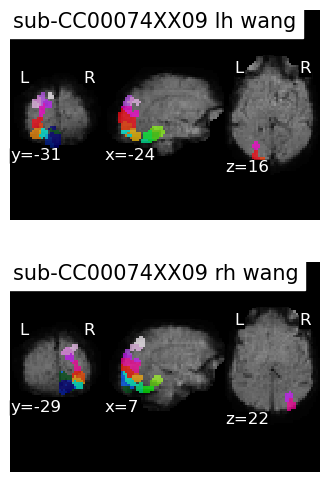 sub-CC00074XX09 lh wang
L R L R
y=-31 x=-24 z=16
sub-CC00074XX09 rh wang
L R L R
y=-29 x=7 z=22